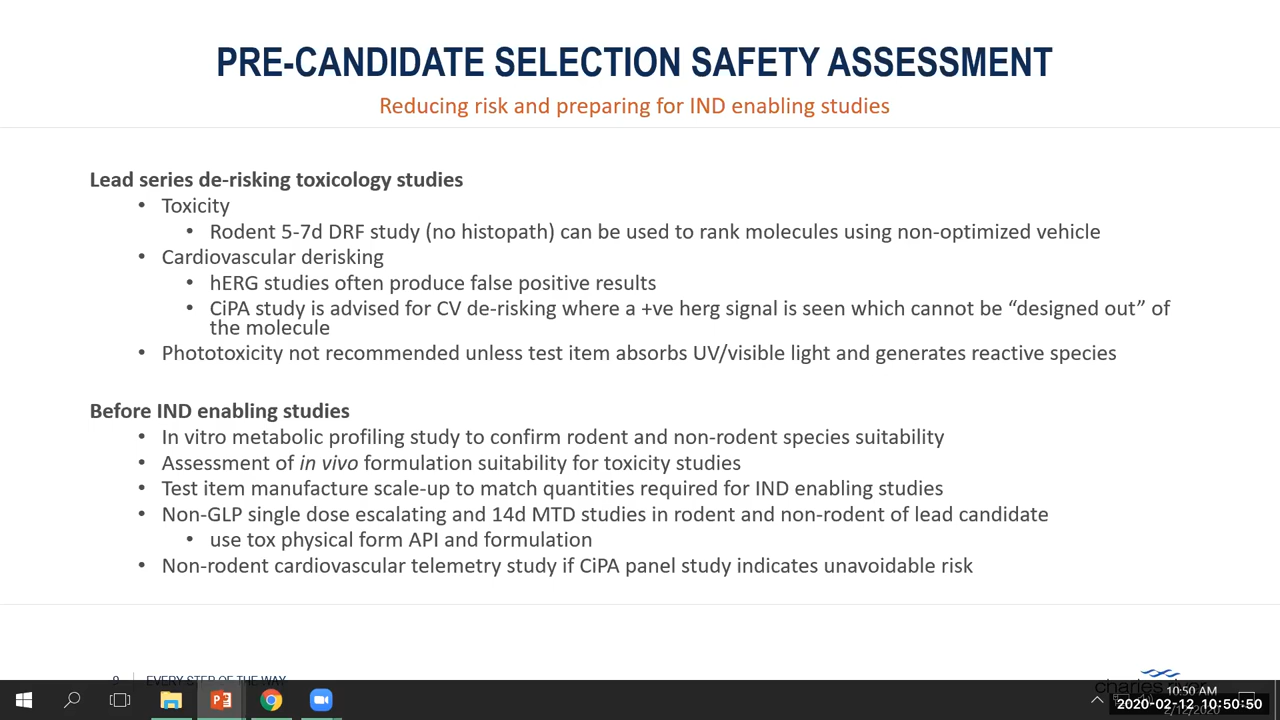 PRE-CANDIDATE SELECTION SAFETY ASSESSMENT
Reducing risk and preparing for IND enabling studies
Lead series de-risking toxicology studies
• Toxicity
• Rodent 5-7d DRF study (no histopath) can be used to rank molecules using non-optimized vehicle
• Cardiovascular derisking
• hERG studies often produce false positive results
• CiPA study is advised for CV de-risking where a +ve herg signal is seen which cannot be “designed out” of
the molecule
• Phototoxicity not recommended unless test item absorbs UV/visible light and generates reactive species
Before IND enabling studies
• In vitro metabolic profiling study to confirm rodent and non-rodent species suitability
• Assessment of in vivo formulation suitability for toxicity studies
• Test item manufacture scale-up to match quantities required for IND enabling studies
• Non-GLP single dose escalating and 14d MTD studies in rodent and non-rodent of lead candidate
• use tox physical form API and formulation
• Non-rodent cardiovascular telemetry study if CiPA panel study indicates unavoidable risk
9 EVERY STEP OF THE WAY
charles river
10:50 AM
2020-02-12 10:50:50
2/12/2020